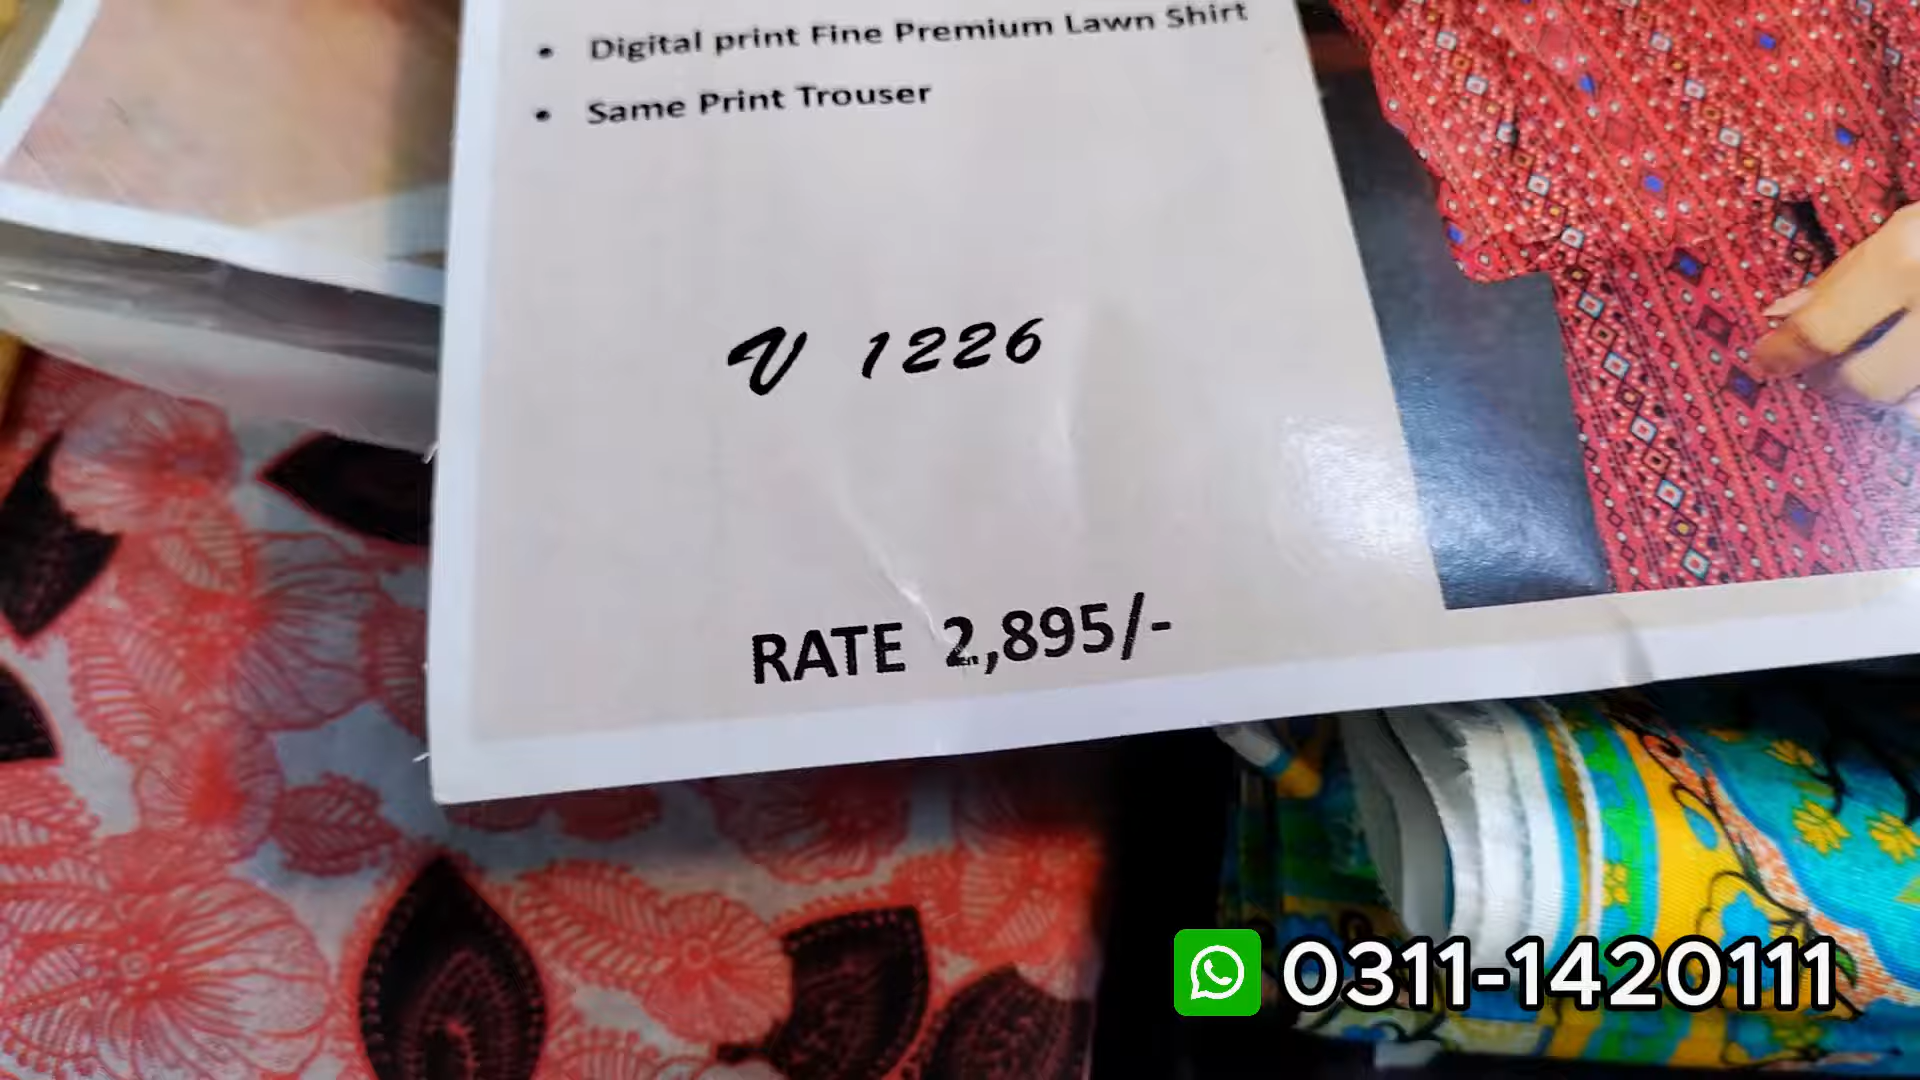 • Digital print Fine Premium Lawn Shirt
• Same Print Trouser
V 1226
RATE 2,895/-
0311-1420111